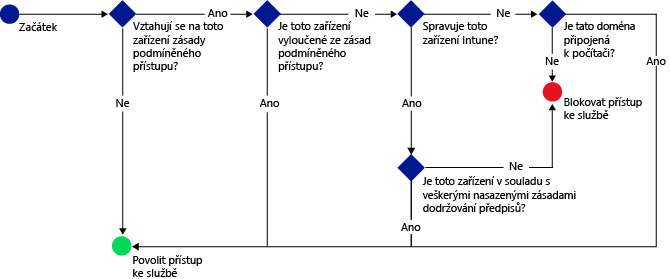 Začátek
Vztahují se na toto
zařízení zásady
podmíněného
přístupu?
Ano
Je toto zařízení
vyloučené ze zásad
podmíněného
přístupu?
Ne
Spravuje toto
zařízení Intune?
Ne
Je tato doména
připojená
k počítači?
Ne
Ano
Blokovat přístup
ke službě
Ne
Ano
Ano
Ne
Je toto zařízení v souladu s
veškerými nasazenými zásadami
dodržování předpisů?
Ano
Povolit přístup
ke službě